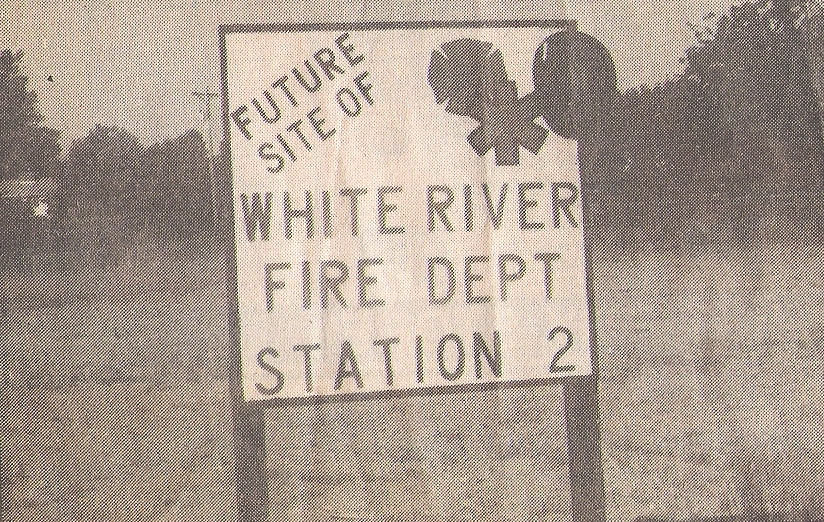 FUTURE
SITE OF
WHITE RIVER
FIRE DEPT
STATION 2